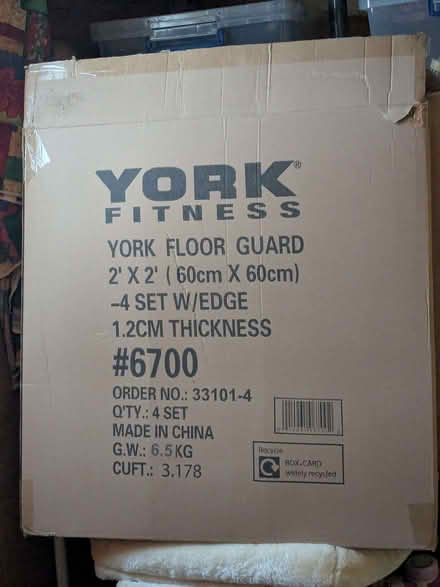 YORK®
FITNESS
YORK FLOOR GUARD
2' X 2' ( 60cm X 60cm)
-4 SET W/EDGE
1.2CM THICKNESS
#6700
ORDER NO.: 33101-4
Q'TY.: 4 SET
MADE IN CHINA
G.W.: 6.5KG
CUFT.: 3.178
Recycle
BOX-CARD
widely recycled